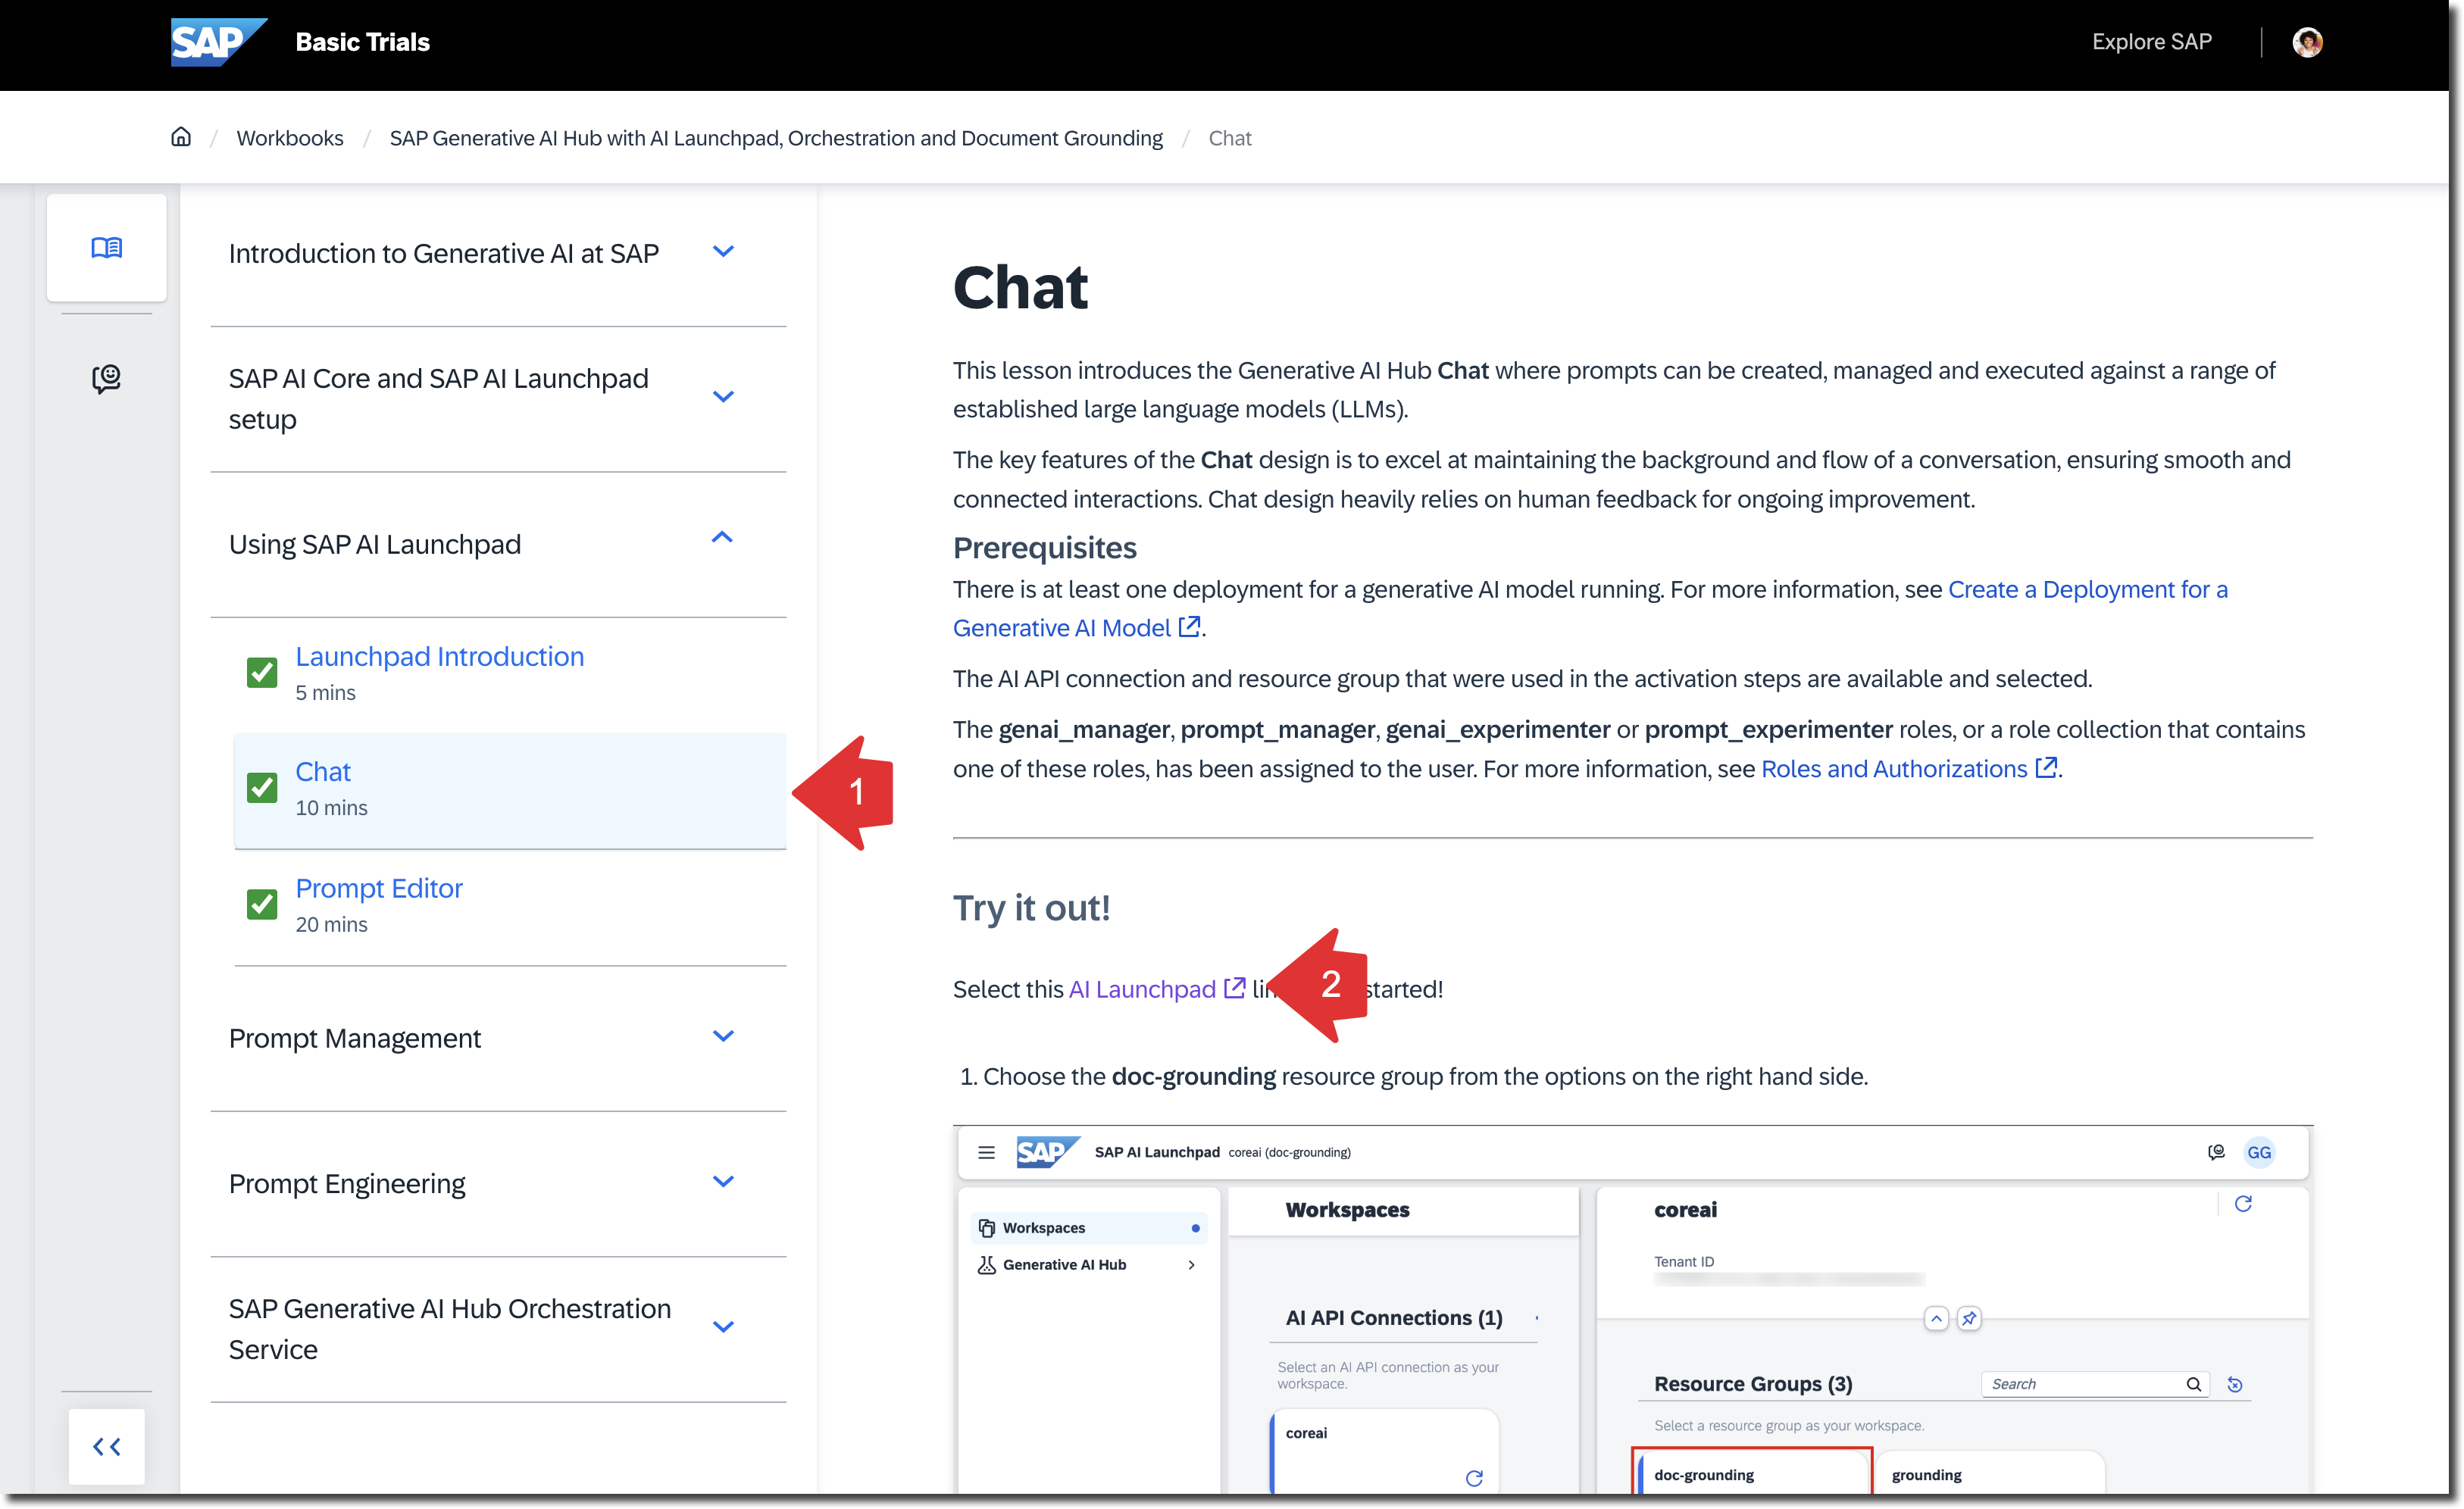 SAP Basic Trials
Explore SAP
Workbooks / SAP Generative AI Hub with AI Launchpad, Orchestration and Document Grounding / Chat
Introduction to Generative AI at SAP
SAP AI Core and SAP AI Launchpad
setup
Using SAP AI Launchpad
Launchpad Introduction
5 mins
Chat
10 mins
1
Prompt Editor
20 mins
Prompt Management
Prompt Engineering
SAP Generative AI Hub Orchestration
Service
Chat
This lesson introduces the Generative AI Hub Chat where prompts can be created, managed and executed against a range of
established large language models (LLMs).
The key features of the Chat design is to excel at maintaining the background and flow of a conversation, ensuring smooth and
connected interactions. Chat design heavily relies on human feedback for ongoing improvement.
Prerequisites
There is at least one deployment for a generative AI model running. For more information, see Create a Deployment for a
Generative AI Model.
The AI API connection and resource group that were used in the activation steps are available and selected.
The genai_manager, prompt_manager, genai_experimenter or prompt_experimenter roles, or a role collection that contains
one of these roles, has been assigned to the user. For more information, see Roles and Authorizations.
Try it out!
Select this AI Launchpad 2 started!
1. Choose the doc-grounding resource group from the options on the right hand side.
SAP SAP AI Launchpad coreai (doc-grounding)
GG
Workspaces
Generative AI Hub
Workspaces
AI API Connections (1)
Select an AI API connection as your
workspace.
coreai
coreai
Tenant ID
Resource Groups (3)
Search
Select a resource group as your workspace.
doc-grounding
grounding